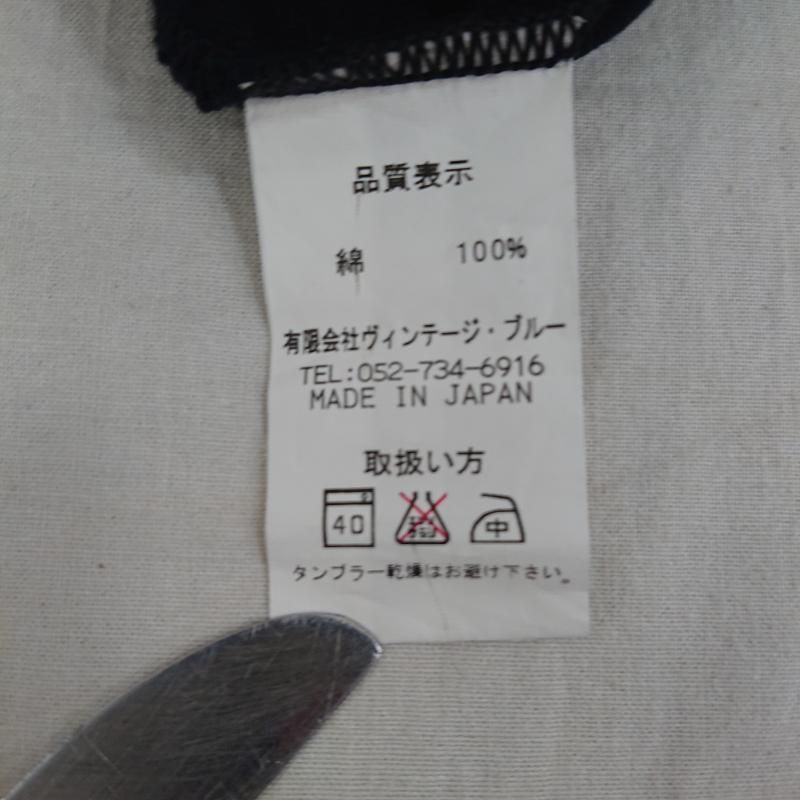 品質表示
綿 100%
有限会社ヴィンテージ・ブルー
TEL:052-734-6916
MADE IN JAPAN
取扱い方
40 中
タンブラー乾燥はお避け下さい。